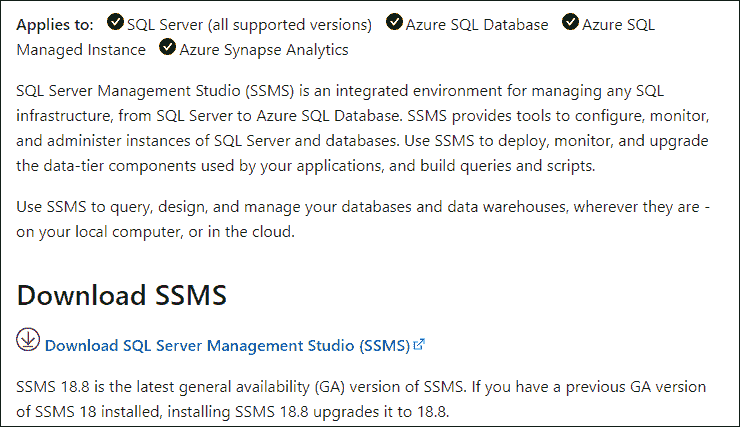 Applies to: SQL Server (all supported versions) Azure SQL Database Azure SQL
Managed Instance Azure Synapse Analytics
SQL Server Management Studio (SSMS) is an integrated environment for managing any SQL
infrastructure, from SQL Server to Azure SQL Database. SSMS provides tools to configure, monitor,
and administer instances of SQL Server and databases. Use SSMS to deploy, monitor, and upgrade
the data-tier components used by your applications, and build queries and scripts.
Use SSMS to query, design, and manage your databases and data warehouses, wherever they are -
on your local computer, or in the cloud.
Download SSMS
Download SQL Server Management Studio (SSMS)
SSMS 18.8 is the latest general availability (GA) version of SSMS. If you have a previous GA version
of SSMS 18 installed, installing SSMS 18.8 upgrades it to 18.8.